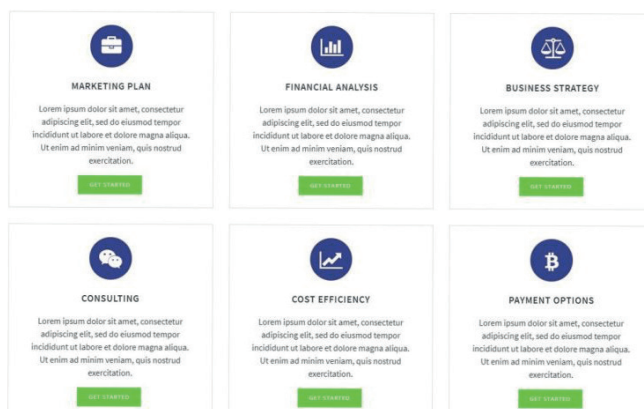 MARKETING PLAN
Lorem ipsum dolor sit amet, consectetur
adipiscing elit, sed do eiusmod tempor
incididunt ut labore et dolore magna aliqua.
Ut enim ad minim veniam, quis nostrud
exercitation.
GET STARTED
FINANCIAL ANALYSIS
Lorem ipsum dolor sit amet, consectetur
adipiscing elit, sed do eiusmod tempor
incididunt ut labore et dolore magna aliqua.
Ut enim ad minim veniam, quis nostrud
exercitation.
GET STARTED
BUSINESS STRATEGY
Lorem ipsum dolor sit amet, consectetur
adipiscing elit, sed do eiusmod tempor
incididunt ut labore et dolore magna aliqua.
Ut enim ad minim veniam, quis nostrud
exercitation.
GET STARTED
CONSULTING
Lorem ipsum dolor sit amet, consectetur
adipiscing elit, sed do eiusmod tempor
incididunt ut labore et dolore magna aliqua.
Ut enim ad minim veniam, quis nostrud
exercitation.
GET STARTED
COST EFFICIENCY
Lorem ipsum dolor sit amet, consectetur
adipiscing elit, sed do eiusmod tempor
incididunt ut labore et dolore magna aliqua.
Ut enim ad minim veniam, quis nostrud
exercitation.
GET STARTED
PAYMENT OPTIONS
Lorem ipsum dolor sit amet, consectetur
adipiscing elit, sed do eiusmod tempor
incididunt ut labore et dolore magna aliqua.
Ut enim ad minim veniam, quis nostrud
exercitation.
GET STARTED